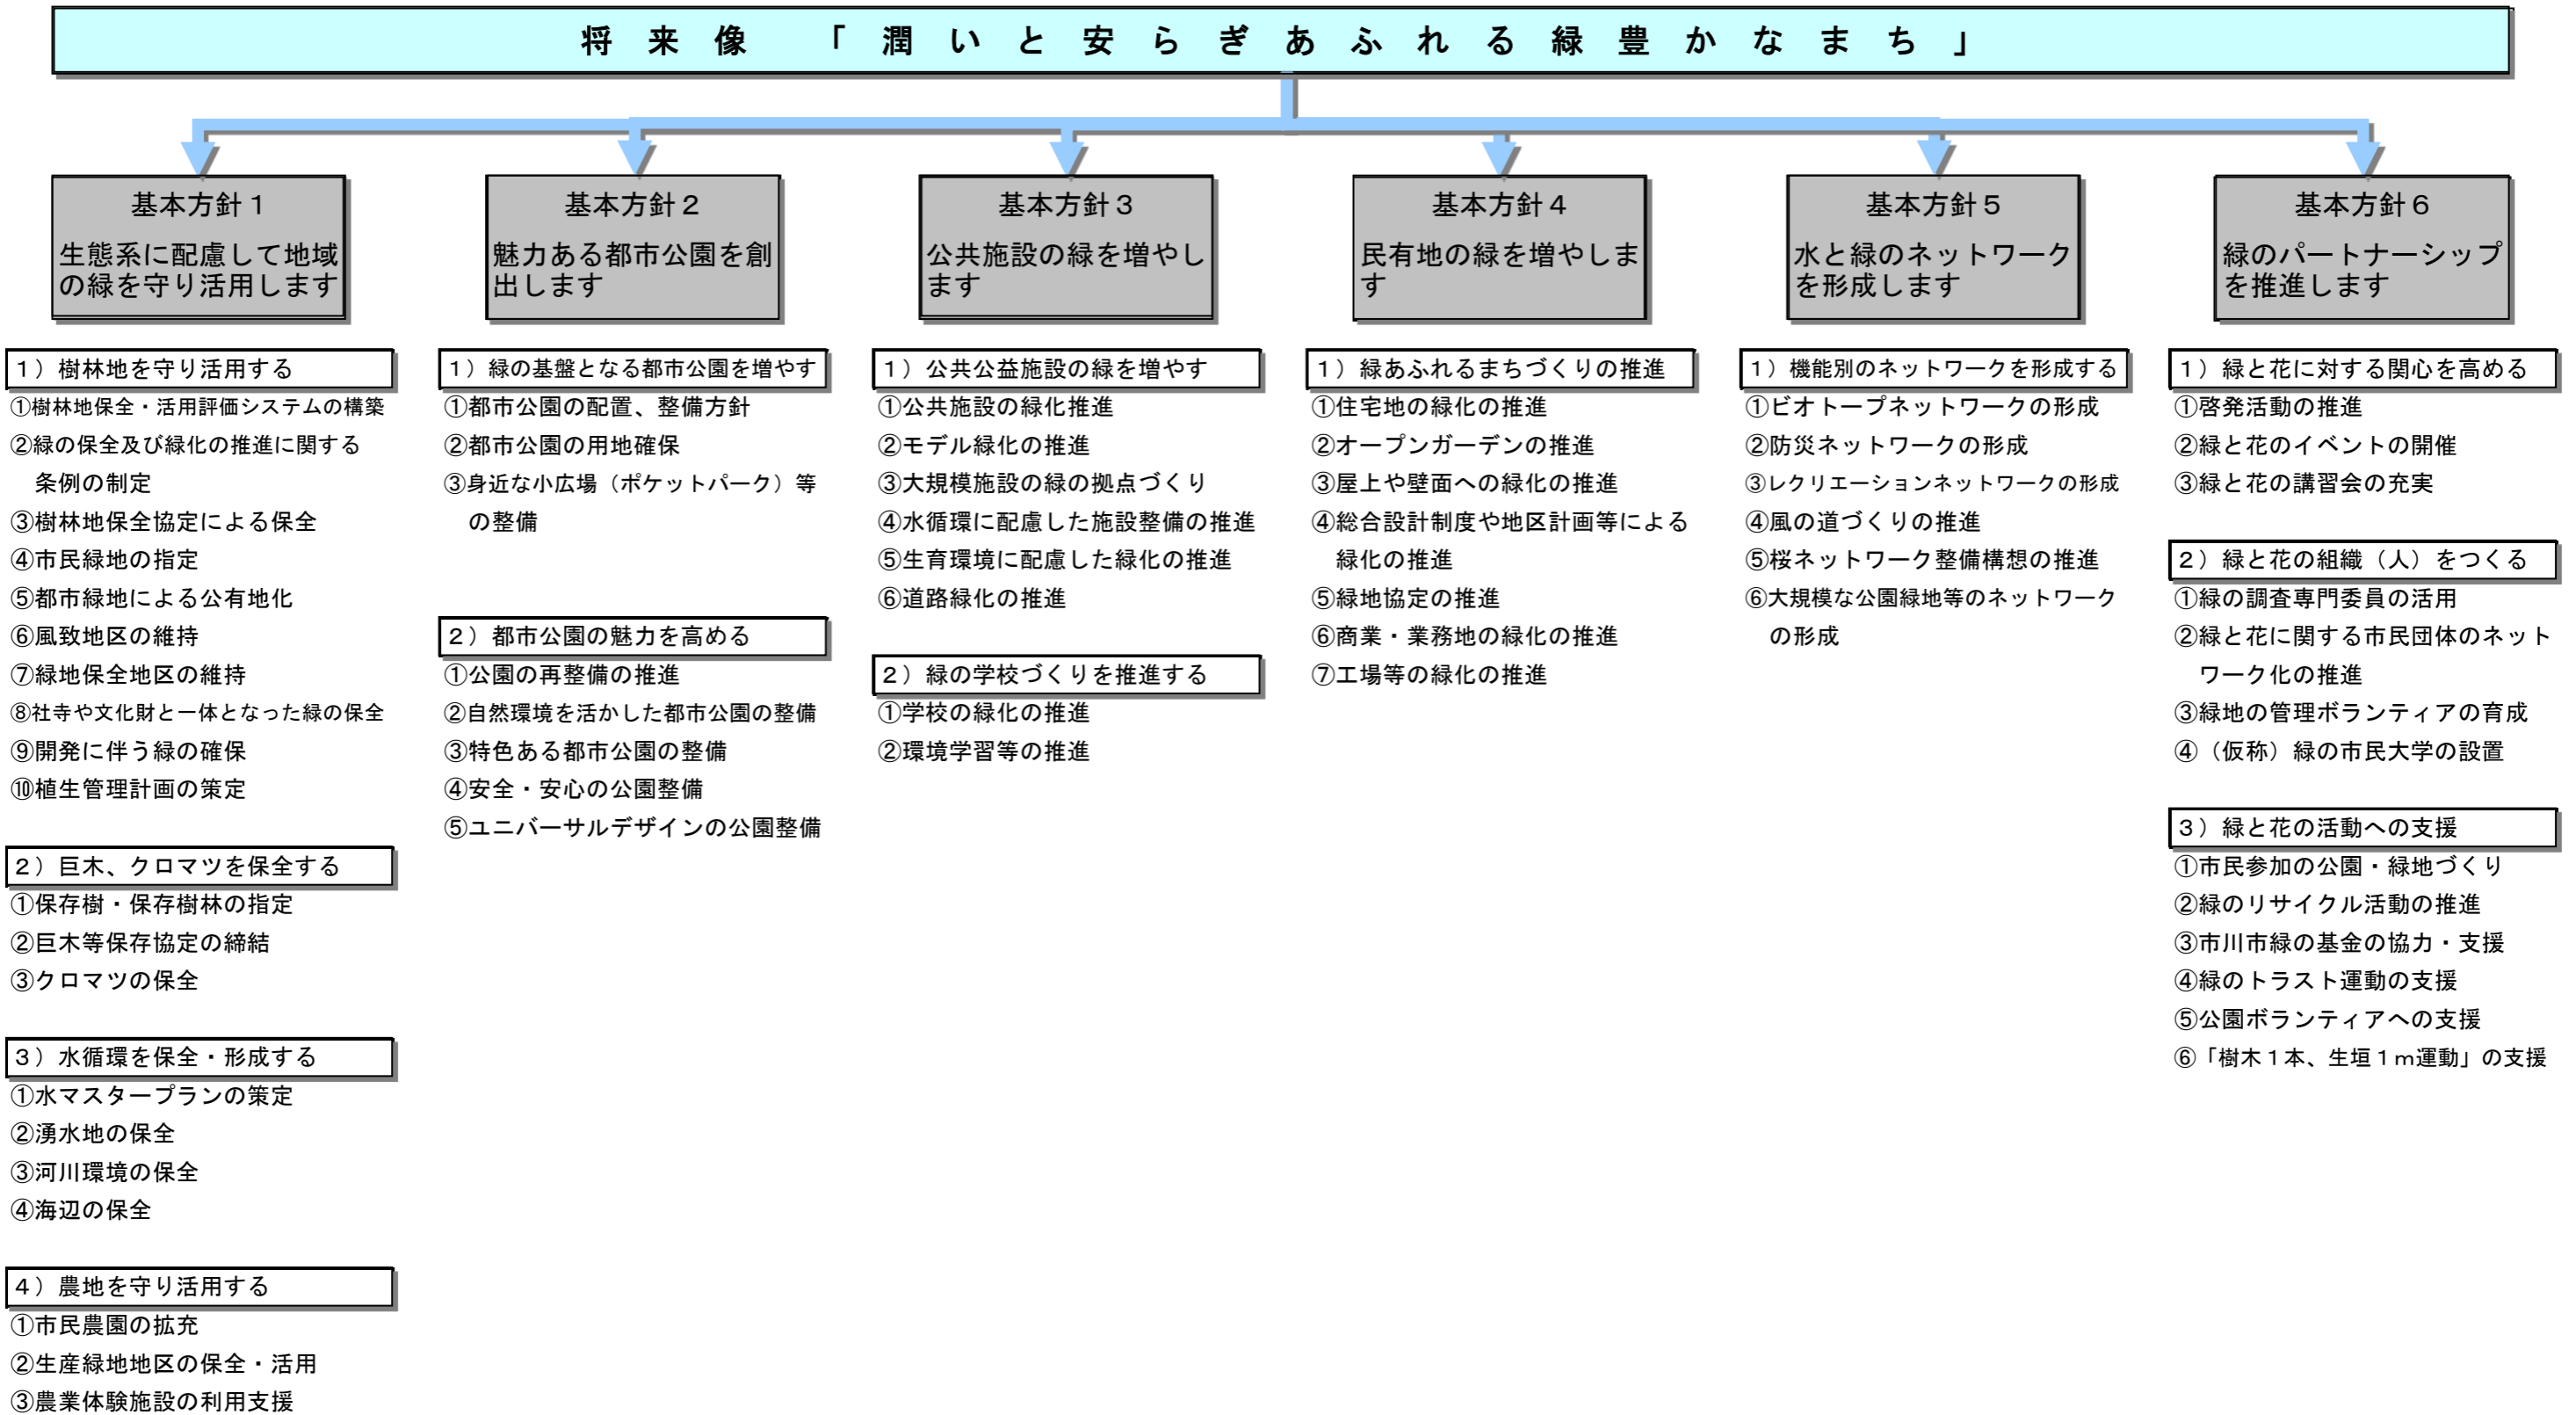 将来像 「潤いと安らぎあふれる緑豊かなまち」
基本方針１
生態系に配慮して地域
の緑を守り活用します
１）樹林地を守り活用する
①樹林地保全・活用評価システムの構築
②緑の保全及び緑化の推進に関する
条例の制定
③樹林地保全協定による保全
④市民緑地の指定
⑤都市緑地による公有地化
⑥風致地区の維持
⑦緑地保全地区の維持
⑧社寺や文化財と一体となった緑の保全
⑨開発に伴う緑の確保
⑩植生管理計画の策定
２）巨木、クロマツを保全する
①保存樹・保存樹林の指定
②巨木等保存協定の締結
③クロマツの保全
３）水循環を保全・形成する
①水マスタープランの策定
②湧水地の保全
③河川環境の保全
④海辺の保全
４）農地を守り活用する
①市民農園の拡充
②生産緑地地区の保全・活用
③農業体験施設の利用支援
基本方針２
魅力ある都市公園を創
出します
１）緑の基盤となる都市公園を増やす
①都市公園の配置、整備方針
②都市公園の用地確保
③身近な小広場（ポケットパーク）等
の整備
２）都市公園の魅力を高める
①公園の再整備の推進
②自然環境を活かした都市公園の整備
③特色ある都市公園の整備
④安全・安心の公園整備
⑤ユニバーサルデザインの公園整備
基本方針３
公共施設の緑を増やし
ます
１）公共公益施設の緑を増やす
①公共施設の緑化推進
②モデル緑化の推進
③大規模施設の緑の拠点づくり
④水循環に配慮した施設整備の推進
⑤生育環境に配慮した緑化の推進
⑥道路緑化の推進
２）緑の学校づくりを推進する
①学校の緑化の推進
②環境学習等の推進
基本方針４
民有地の緑を増やしま
す
１）緑あふれるまちづくりの推進
①住宅地の緑化の推進
②オープンガーデンの推進
③屋上や壁面への緑化の推進
④総合設計制度や地区計画等による
緑化の推進
⑤緑地協定の推進
⑥商業・業務地の緑化の推進
⑦工場等の緑化の推進
基本方針５
水と緑のネットワーク
を形成します
１）機能別のネットワークを形成する
①ビオトープネットワークの形成
②防災ネットワークの形成
③レクリエーションネットワークの形成
④風の道づくりの推進
⑤桜ネットワーク整備構想の推進
⑥大規模な公園緑地等のネットワーク
の形成
基本方針６
緑のパートナーシップ
を推進します
１）緑と花に対する関心を高める
①啓発活動の推進
②緑と花のイベントの開催
③緑と花の講習会の充実
２）緑と花の組織（人）をつくる
①緑の調査専門委員の活用
②緑と花に関する市民団体のネット
ワーク化の推進
③緑地の管理ボランティアの育成
④（仮称）緑の市民大学の設置
３）緑と花の活動への支援
①市民参加の公園・緑地づくり
②緑のリサイクル活動の推進
③市川市緑の基金の協力・支援
④緑のトラスト運動の支援
⑤公園ボランティアへの支援
⑥「樹木１本、生垣１ｍ運動」の支援